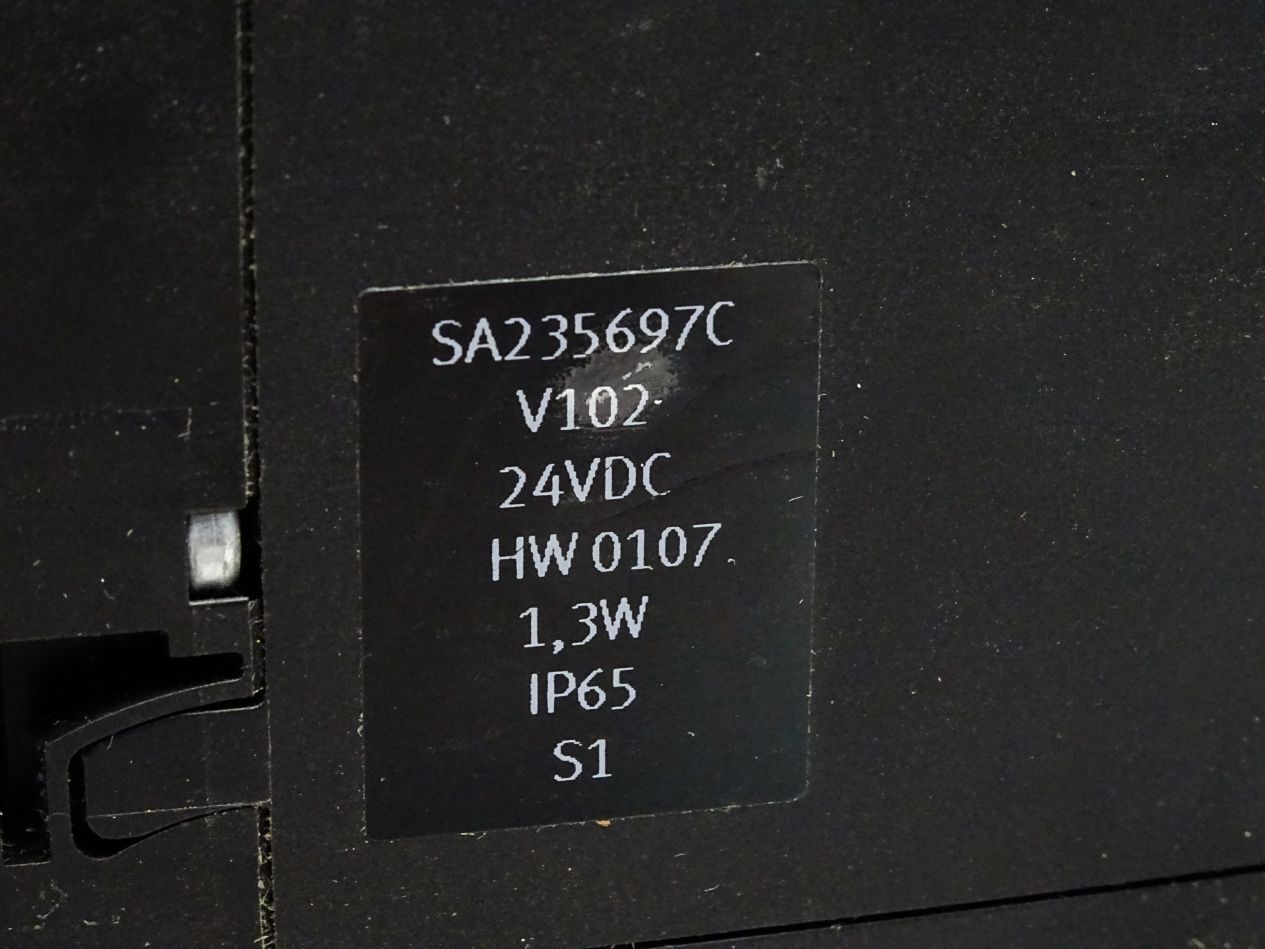 SA235697C
V102
24VDC
HW 0107
1,3W
IP65
S1